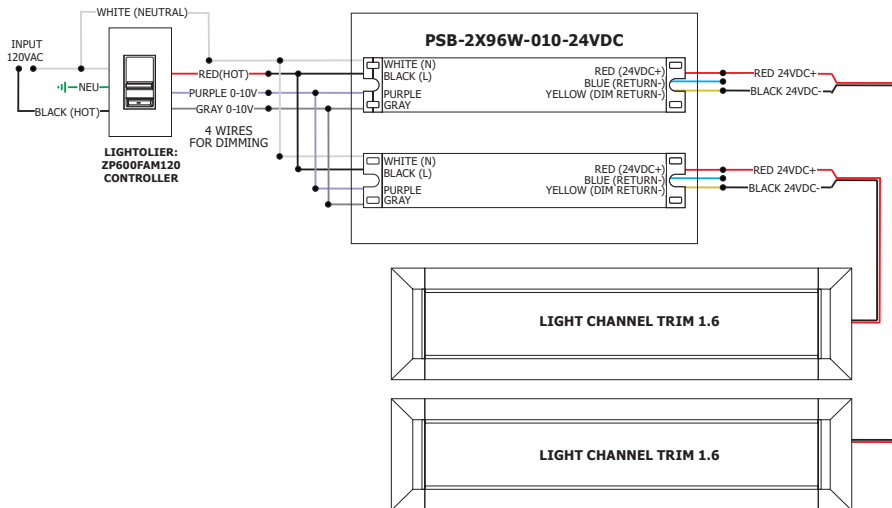 WHITE (NEUTRAL)
INPUT
120VAC
NEU
BLACK (HOT)
LIGHTOLIER:
ZP600FAM120
CONTROLLER
RED(HOT)
PURPLE 0-10V
GRAY 0-10V
4 WIRES
FOR DIMMING
PSB-2X96W-010-24VDC
WHITE (N)
BLACK (L)
PURPLE
GRAY
RED (24VDC+)
BLUE (RETURN-)
YELLOW (DIM RETURN-)
RED 24VDC+
BLACK 24VDC-
WHITE (N)
BLACK (L)
PURPLE
GRAY
RED (24VDC+)
BLUE (RETURN-)
YELLOW (DIM RETURN-)
RED 24VDC+
BLACK 24VDC-
LIGHT CHANNEL TRIM 1.6
LIGHT CHANNEL TRIM 1.6